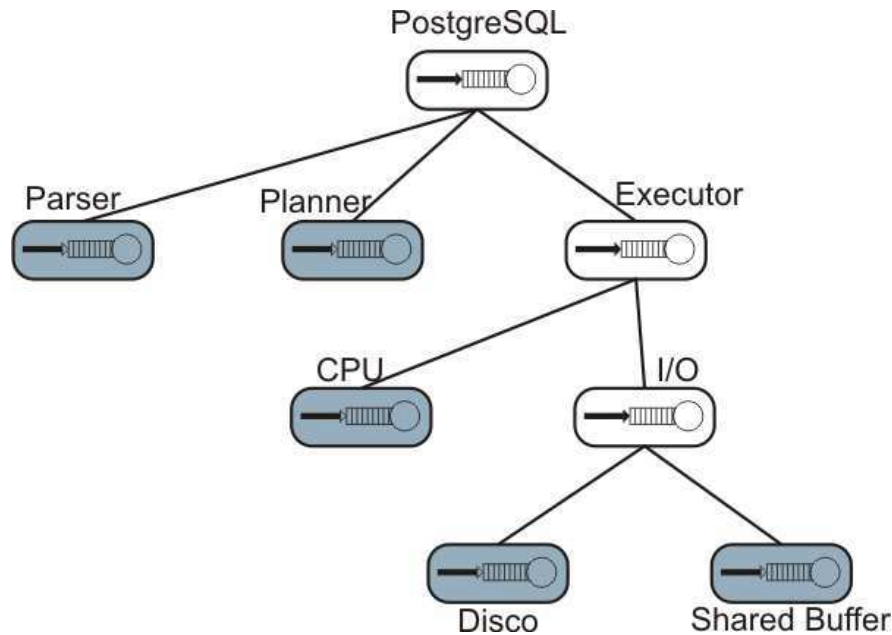 PostgreSQL
Parser
Planner
Executor
CPU
I/O
Disco
Shared Buffer